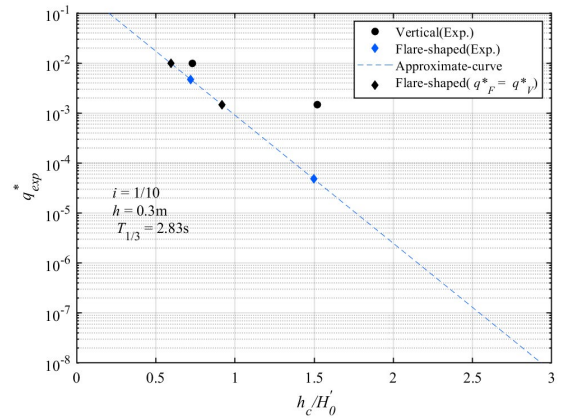 10^-1
10^-2
10^-3
10^-4
10^-5
10^-6
10^-7
10^-8
q*exp
Vertical(Exp.)
Flare-shaped(Exp.)
Approximate-curve
Flare-shaped( q*F = q*V)
i = 1/10
h = 0.3m
T1/3 = 2.83s
0 0.5 1 1.5 2 2.5 3
hc/H0'